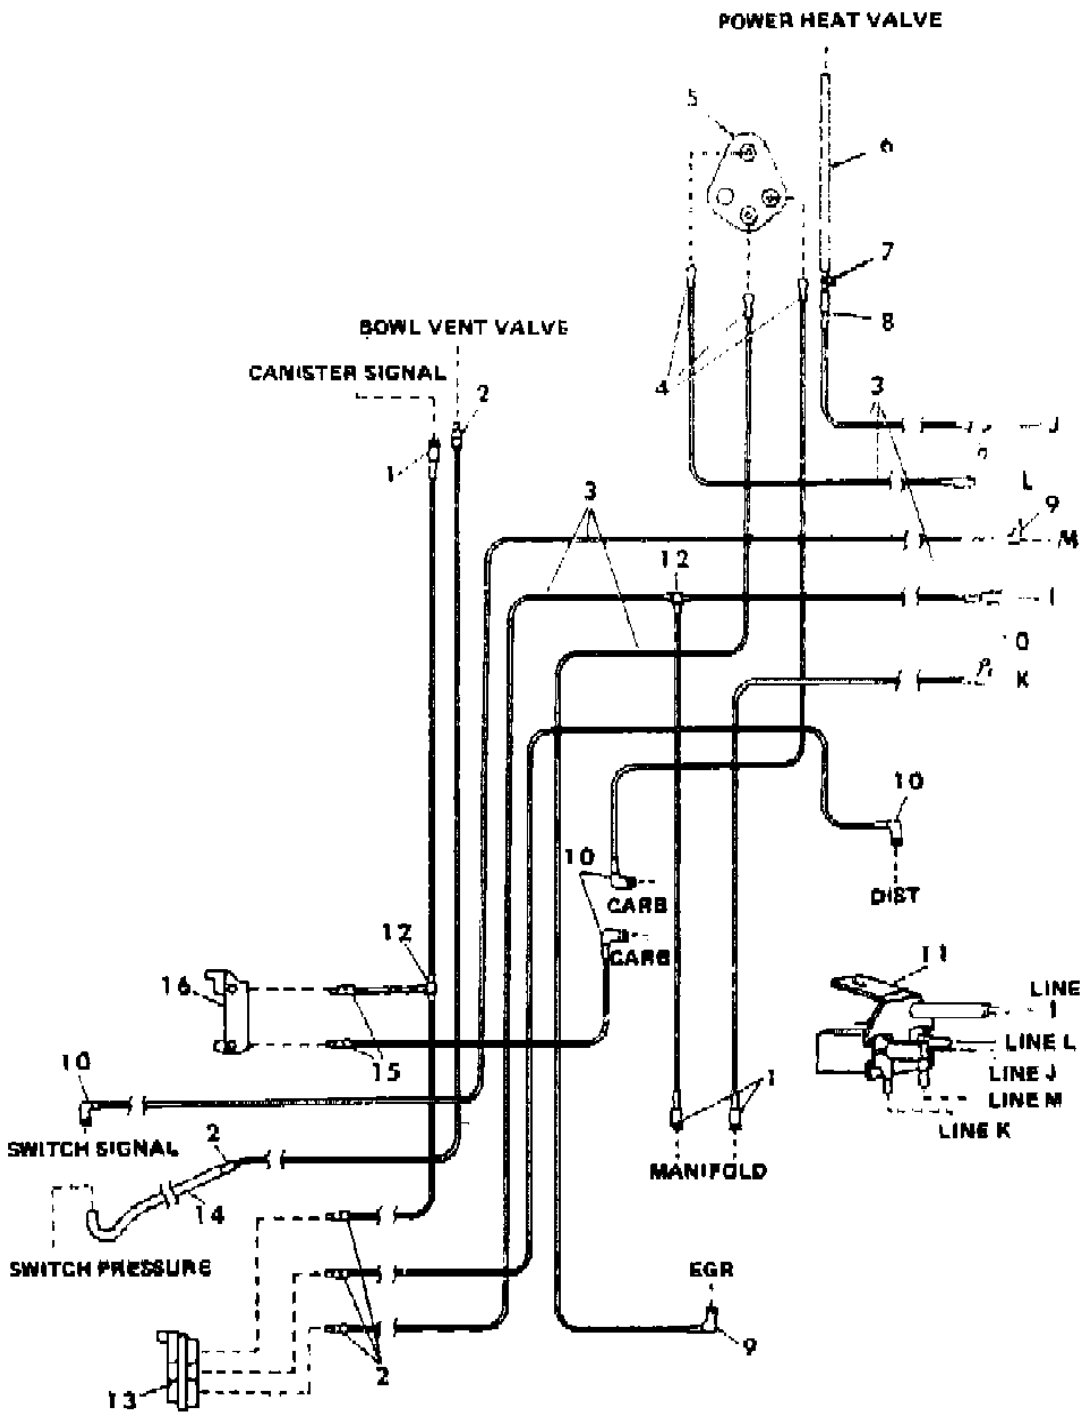 POWER HEAT VALVE
5
6
7
8
BOWL VENT VALVE
CANISTER SIGNAL
2
1
4
3
J
L
3
9
M
12
I
10
K
10
DIST
10
CARB
CARB
12
16
15
11
LINE
I
LINE L
LINE J
LINE M
LINE K
10
SWITCH SIGNAL
1
MANIFOLD
2
14
SWITCH PRESSURE
EGR
9
2
13